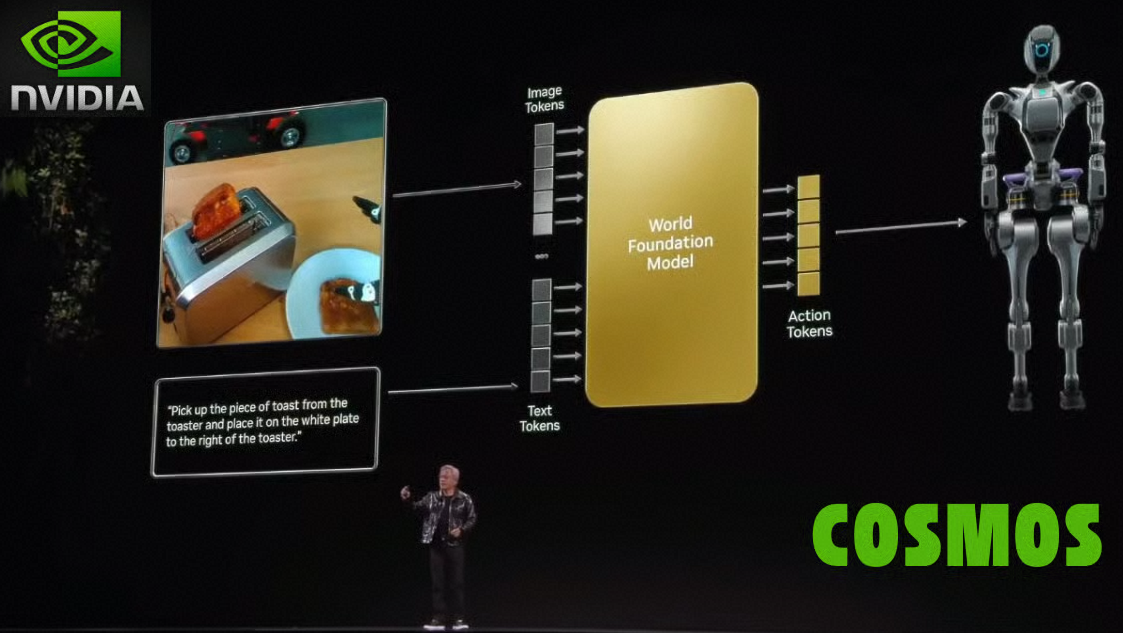 NVIDIA
Image
Tokens
World
Foundation
Model
Action
Tokens
"Pick up the piece of toast from the
toaster and place it on the white plate
to the right of the toaster."
Text
Tokens
COSMOS